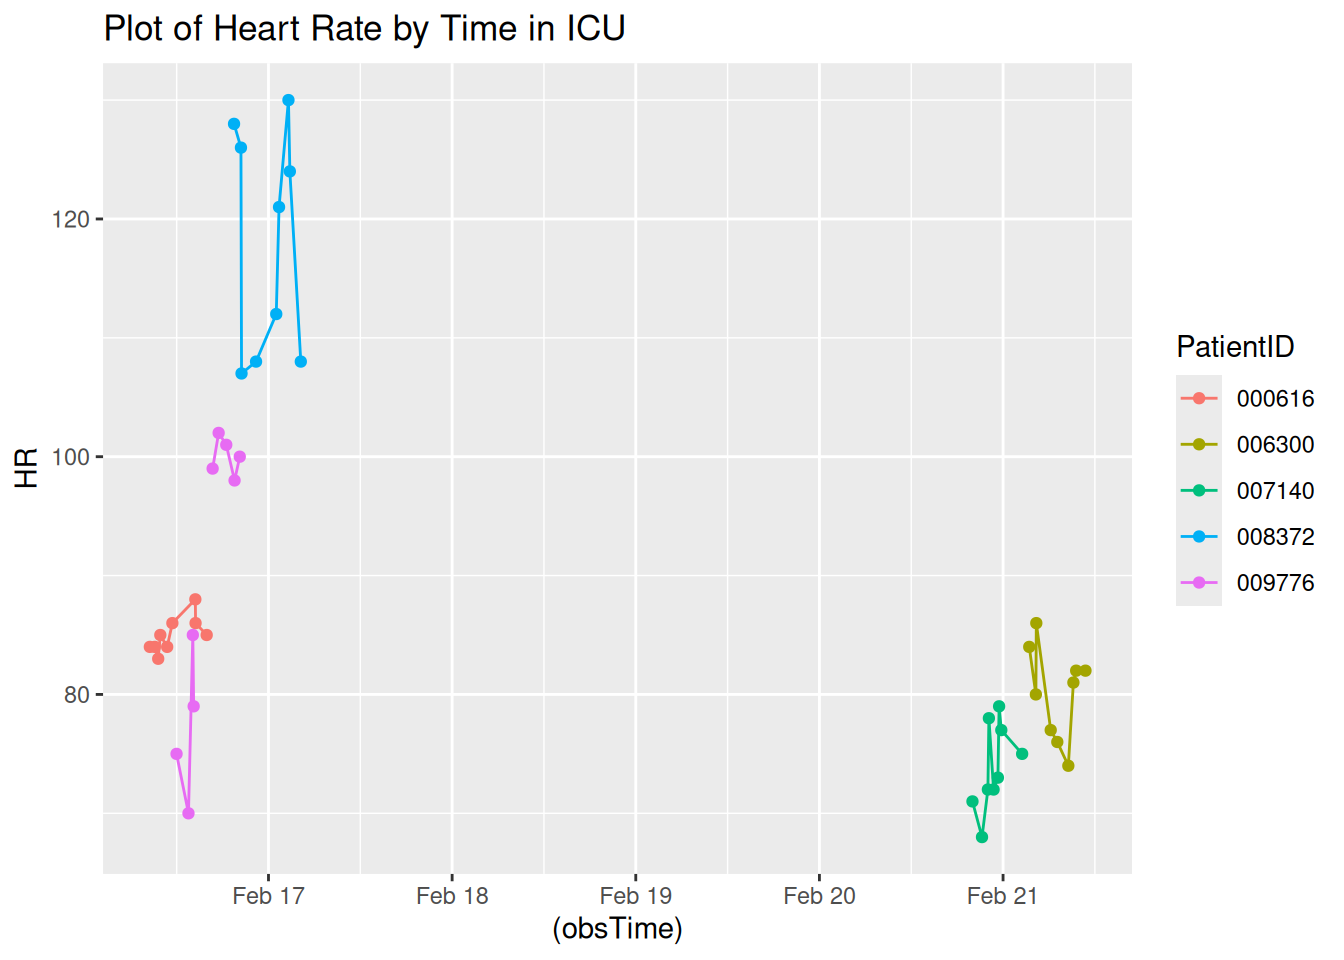 Plot of Heart Rate by Time in ICU
HR
120
100
80
Feb 17
Feb 18
Feb 19
Feb 20
Feb 21
(obsTime)
PatientID
000616
006300
007140
008372
009776